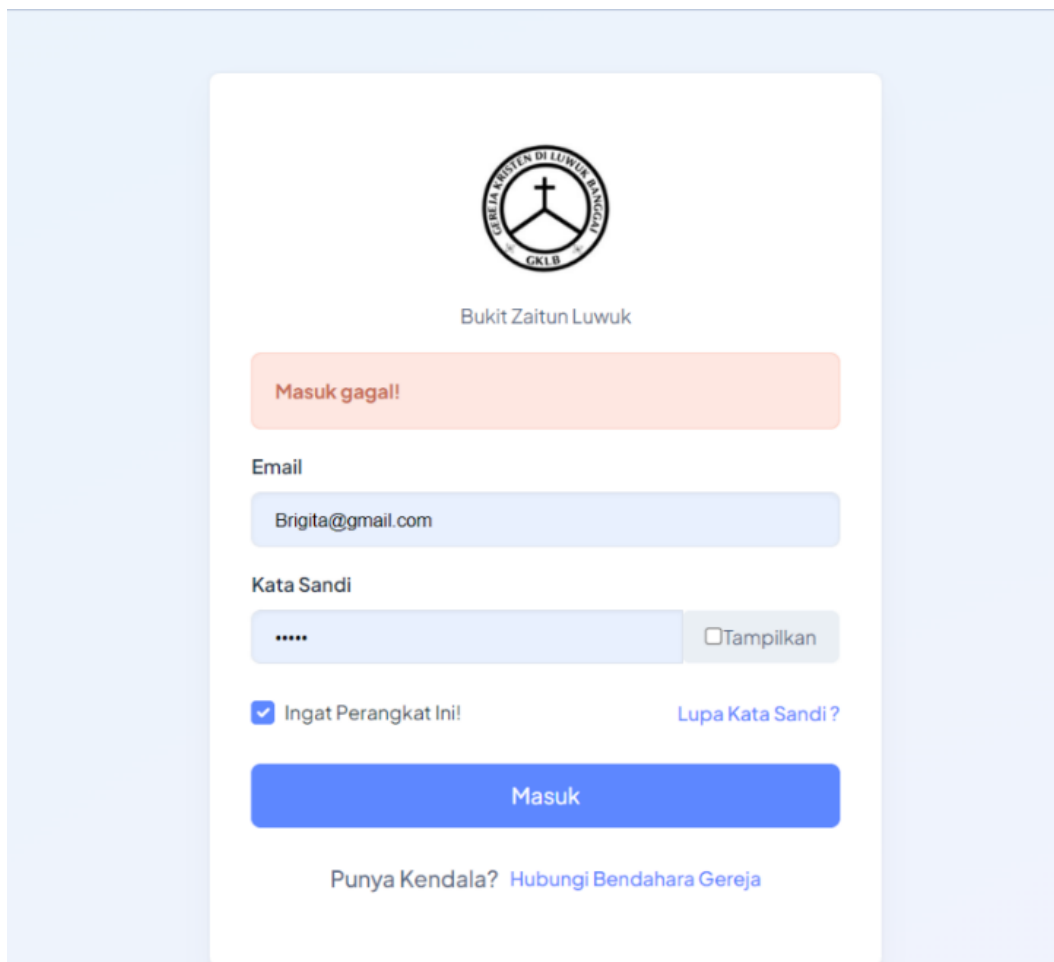 GEREJA KRISTEN DI LUWUK BANGGAI
GKLB
Bukit Zaitun Luwuk
Masuk gagal!
Email
Brigita@gmail.com
Kata Sandi
•••••
Tampilkan
Ingat Perangkat Ini!
Lupa Kata Sandi ?
Masuk
Punya Kendala? Hubungi Bendahara Gereja